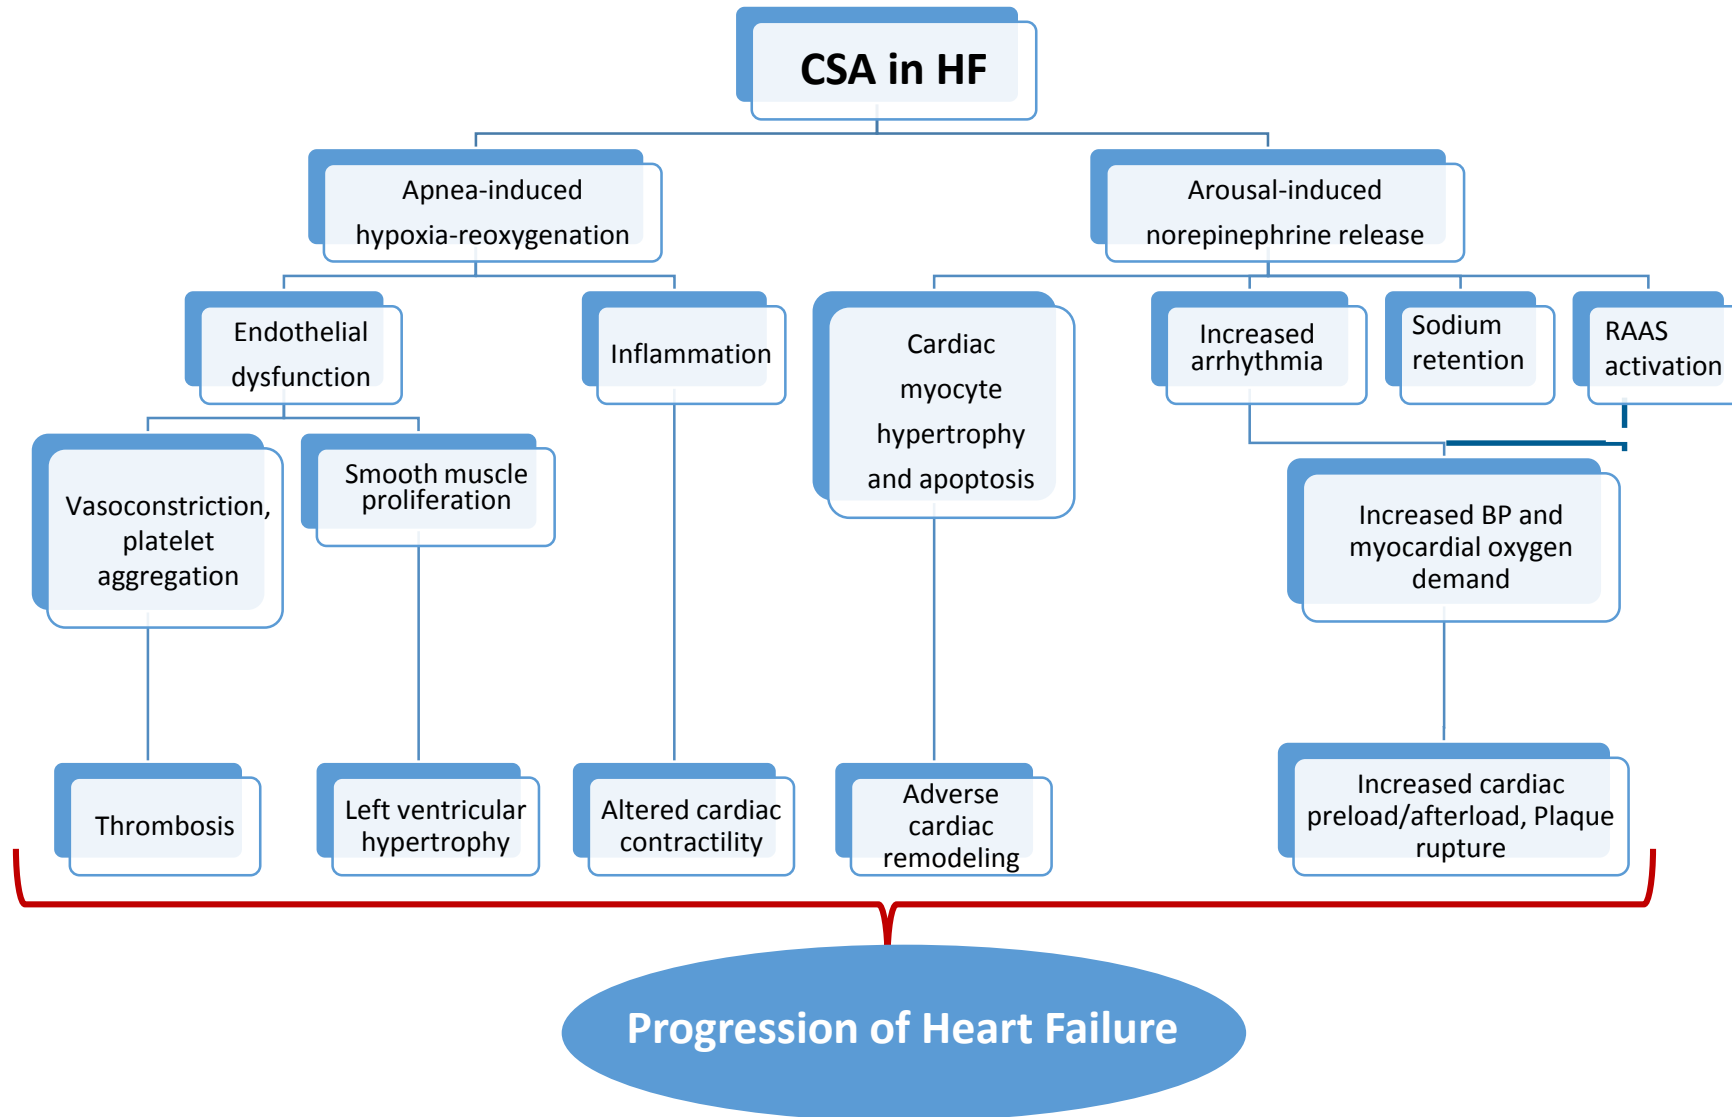 CSA in HF
Apnea-induced
hypoxia-reoxygenation
Arousal-induced
norepinephrine release
Endothelial
dysfunction
Inflammation
Cardiac
myocyte
hypertrophy
and apoptosis
Increased
arrhythmia
Sodium
retention
RAAS
activation
Vasoconstriction,
platelet
aggregation
Smooth muscle
proliferation
Increased BP and
myocardial oxygen
demand
Thrombosis
Left ventricular
hypertrophy
Altered cardiac
contractility
Adverse
cardiac
remodeling
Increased cardiac
preload/afterload, Plaque
rupture
Progression of Heart Failure